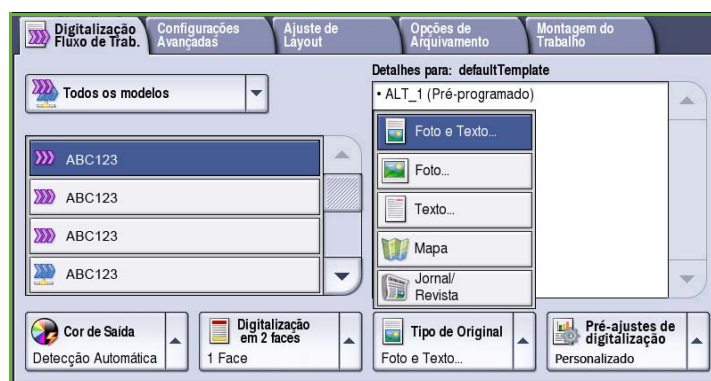 Digitalização
Fluxo de Trab.
Configurações
Avançadas
Ajuste de
Layout
Opções de
Arquivamento
Montagem do
Trabalho
Todos os modelos
Detalhes para: defaultTemplate
• ALT_1 (Pré-programado)
ABC123
ABC123
ABC123
ABC123
Foto e Texto...
Foto...
Texto...
Mapa
Jornal/
Revista
Cor de Saída
Detecção Automática
Digitalização
em 2 faces
1 Face
Tipo de Original
Foto e Texto...
Pré-ajustes de
digitalização
Personalizado